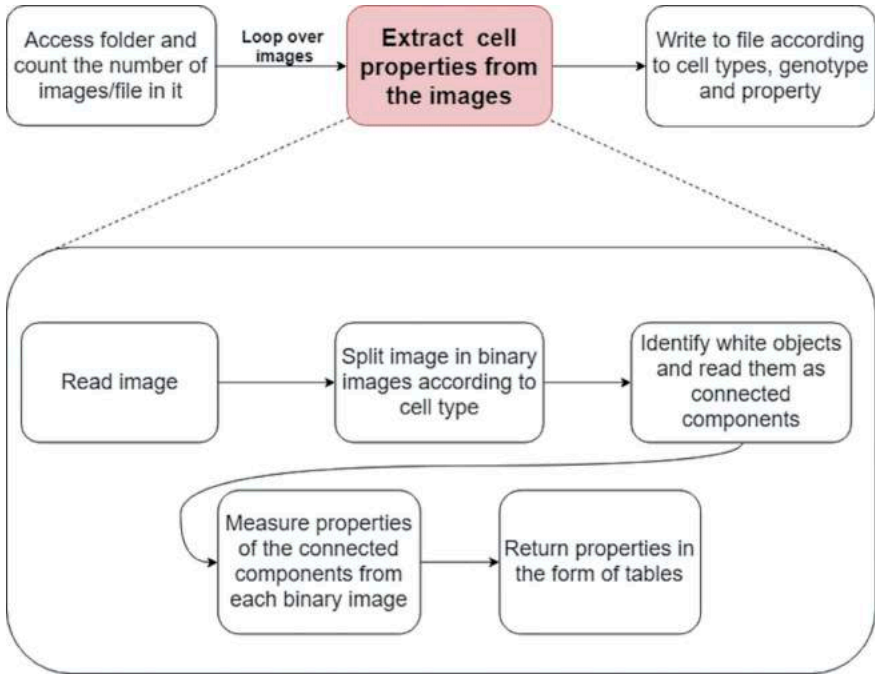 Access folder and
count the number of
images/file in it
Loop over
images
Extract cell
properties from
the images
Write to file according
to cell types, genotype
and property
Read image
Split image in binary
images according to
cell type
Identify white objects
and read them as
connected
components
Measure properties
of the connected
components from
each binary image
Return properties in
the form of tables